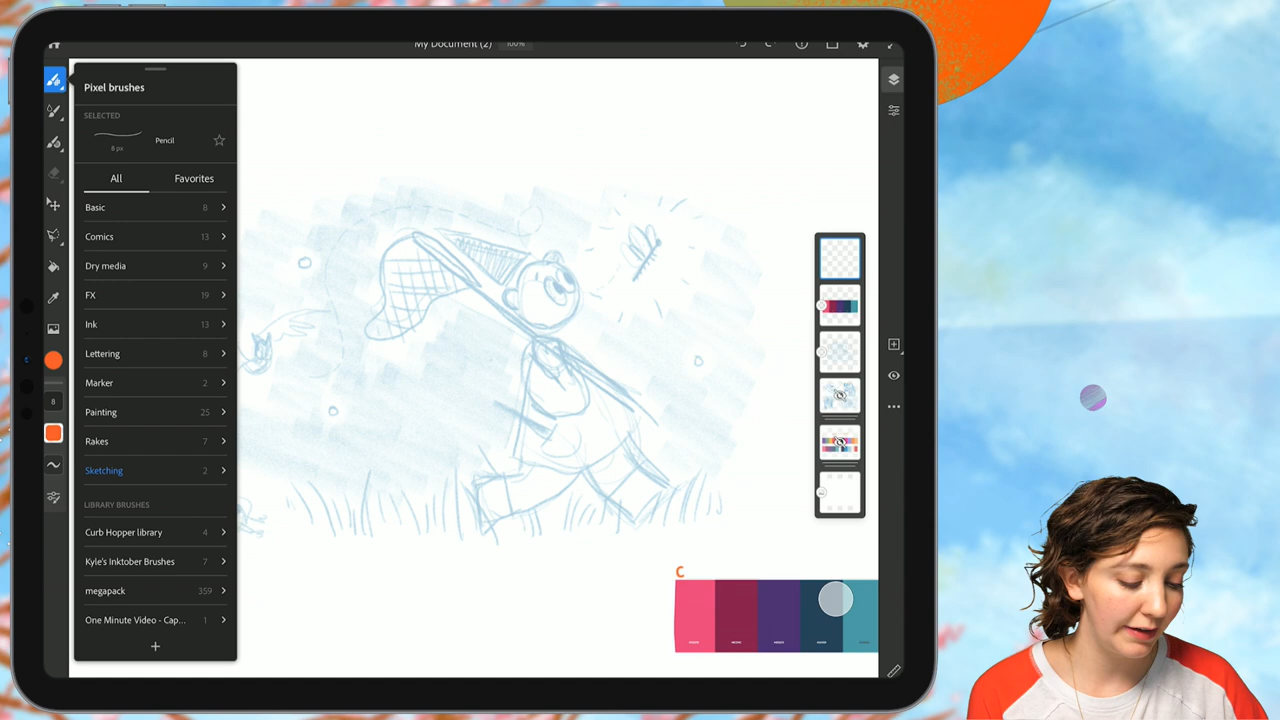 My Document (2) 100%
Pixel brushes
SELECTED
Pencil
8 px
All Favorites
Basic 8
Comics 13
Dry media 9
FX 19
Ink 13
Lettering 8
Marker 2
Painting 25
Rakes 7
Sketching 2
LIBRARY BRUSHES
Curb Hopper library 4
Kyle's Inktober Brushes 7
megapack 359
One Minute Video - Cap... 1
8
C